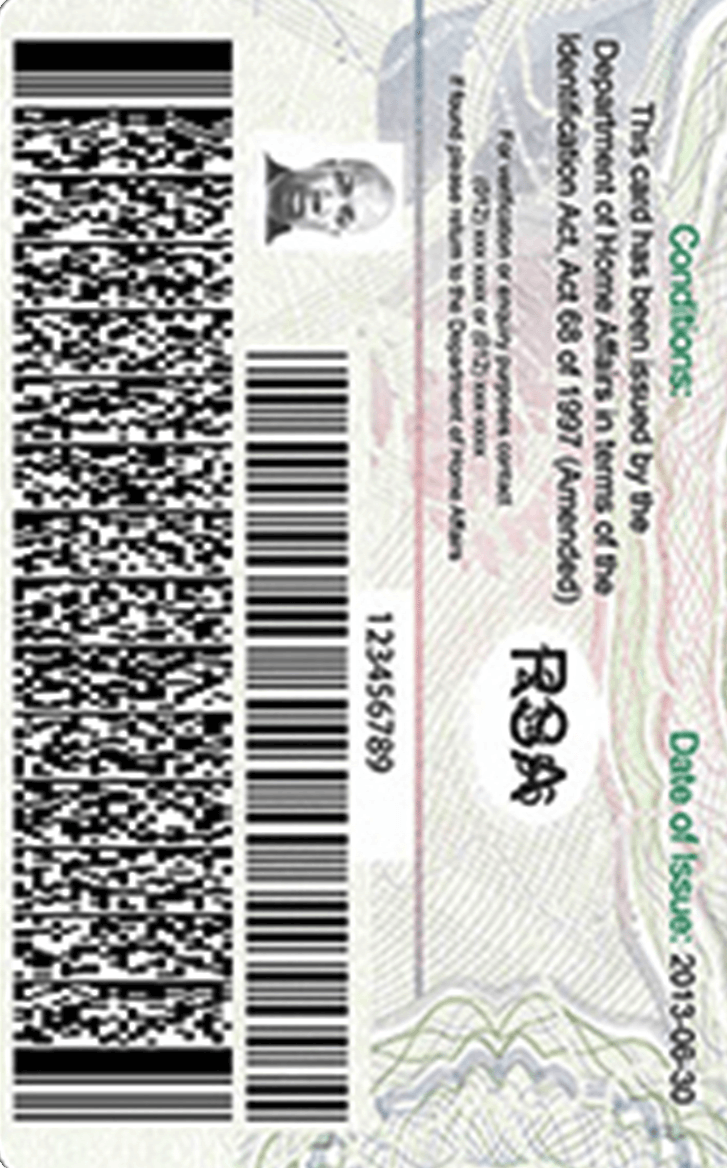 Conditions:
Date of Issue: 2013-06-30
This card has been issued by the
Department of Home Affairs in terms of the
Identification Act, Act 68 of 1997 (Amended)
RSA
For verification or enquiry purposes contact
(012) xxx xxxx or (012) xxx xxxx
If found please return to the Department of Home Affairs
123456789